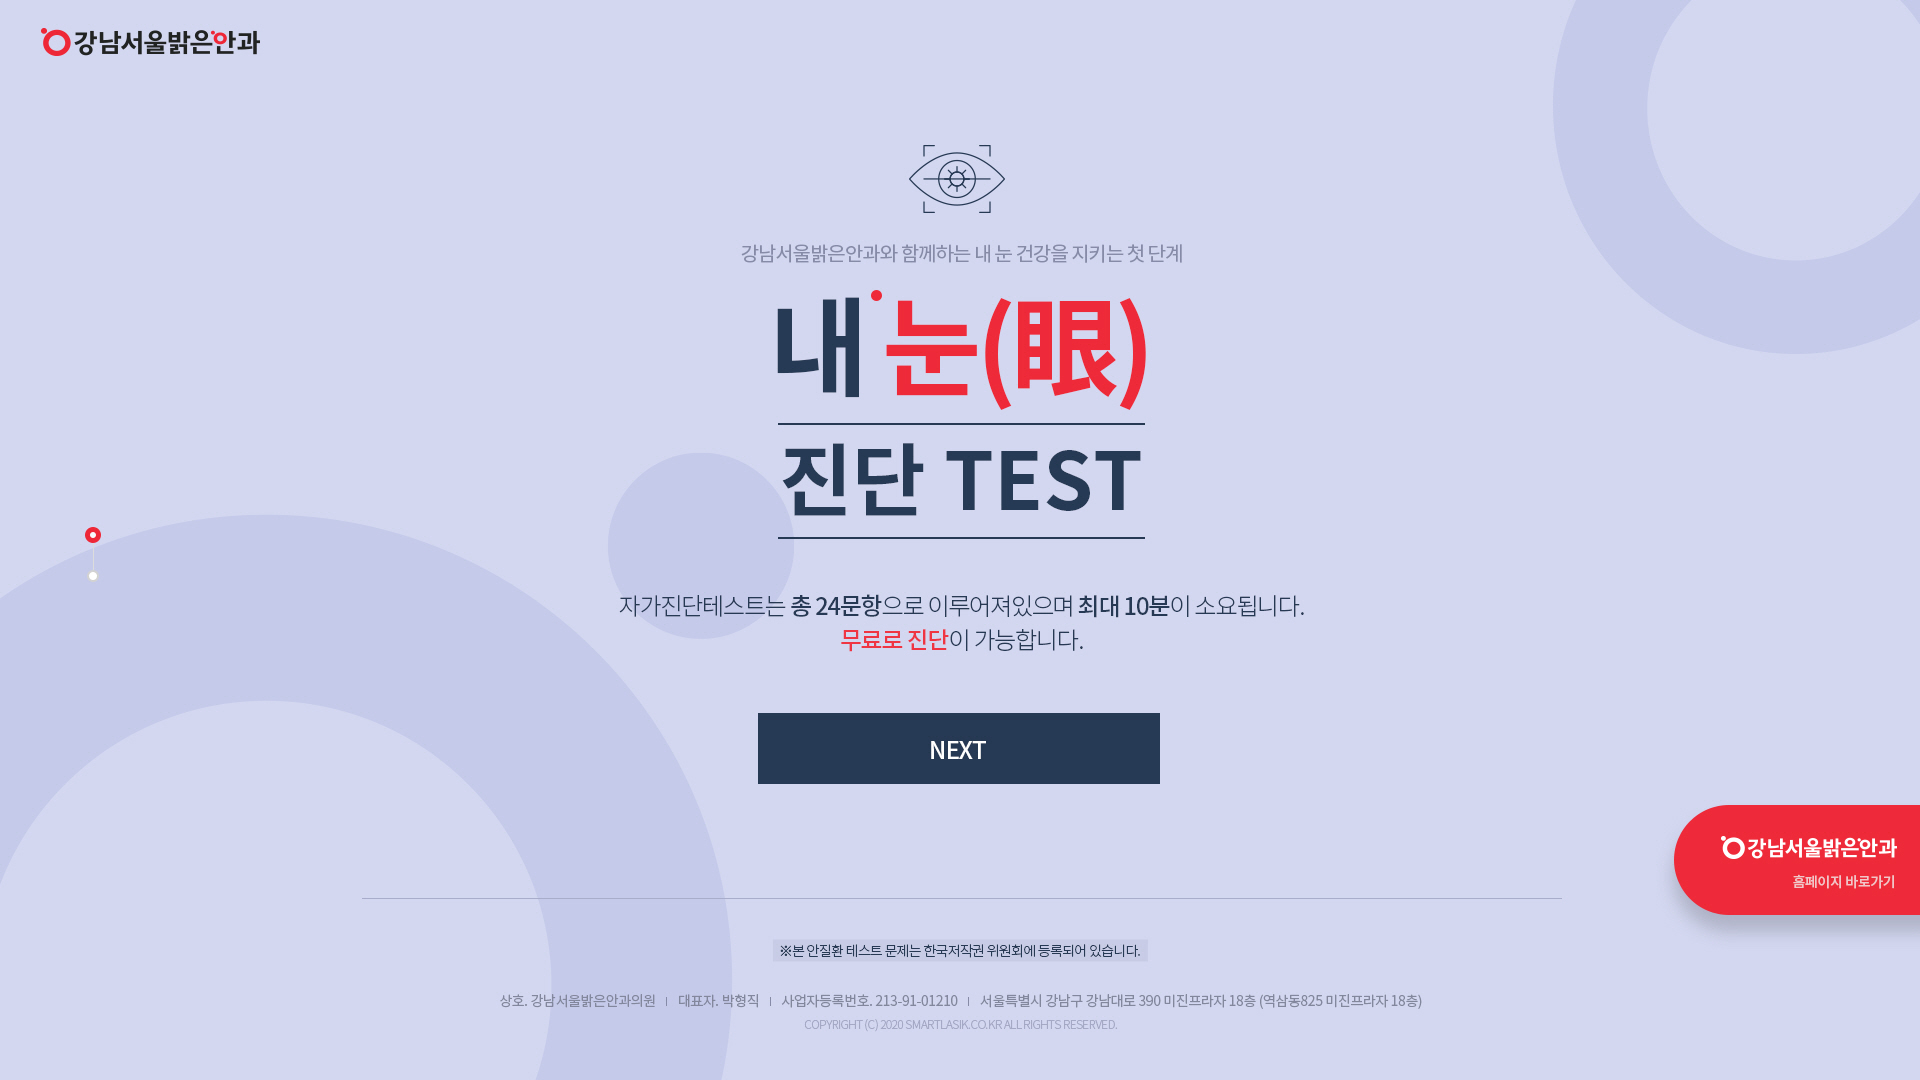 강남서울밝은안과
강남서울밝은안과와 함께하는 내 눈 건강을 지키는 첫 단계
내 눈(眼)
진단 TEST
자가진단테스트는 총 24문항으로 이루어져있으며 최대 10분이 소요됩니다.
무료로 진단이 가능합니다.
NEXT
강남서울밝은안과
홈페이지 바로가기
※본 안질환 테스트 문제는 한국저작권 위원회에 등록되어 있습니다.
상호. 강남서울밝은안과의원 | 대표자. 박형직 | 사업자등록번호. 213-91-01210 | 서울특별시 강남구 강남대로 390 미진프라자 18층 (역삼동825 미진프라자 18층)
COPYRIGHT (C) 2020 SMARTLASIK.CO.KR ALL RIGHTS RESERVED.